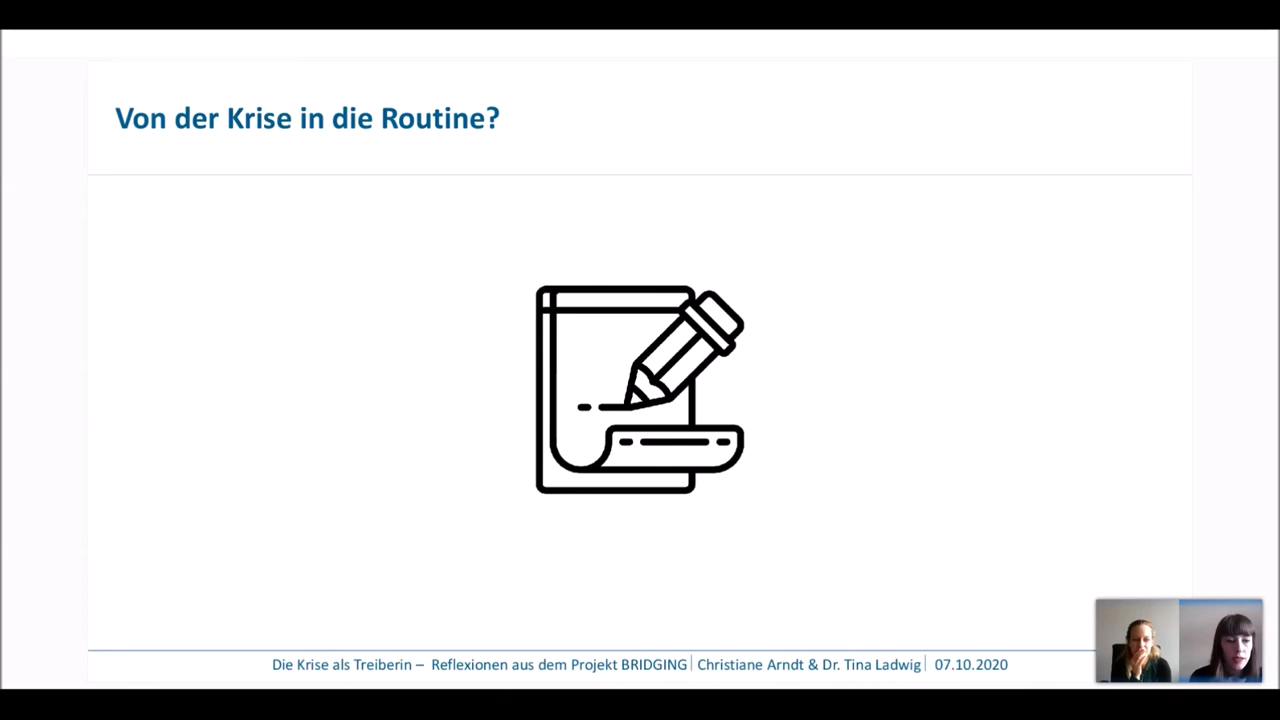 Von der Krise in die Routine?
Die Krise als Treiberin – Reflexionen aus dem Projekt BRIDGING | Christiane Arndt & Dr. Tina Ladwig | 07.10.2020